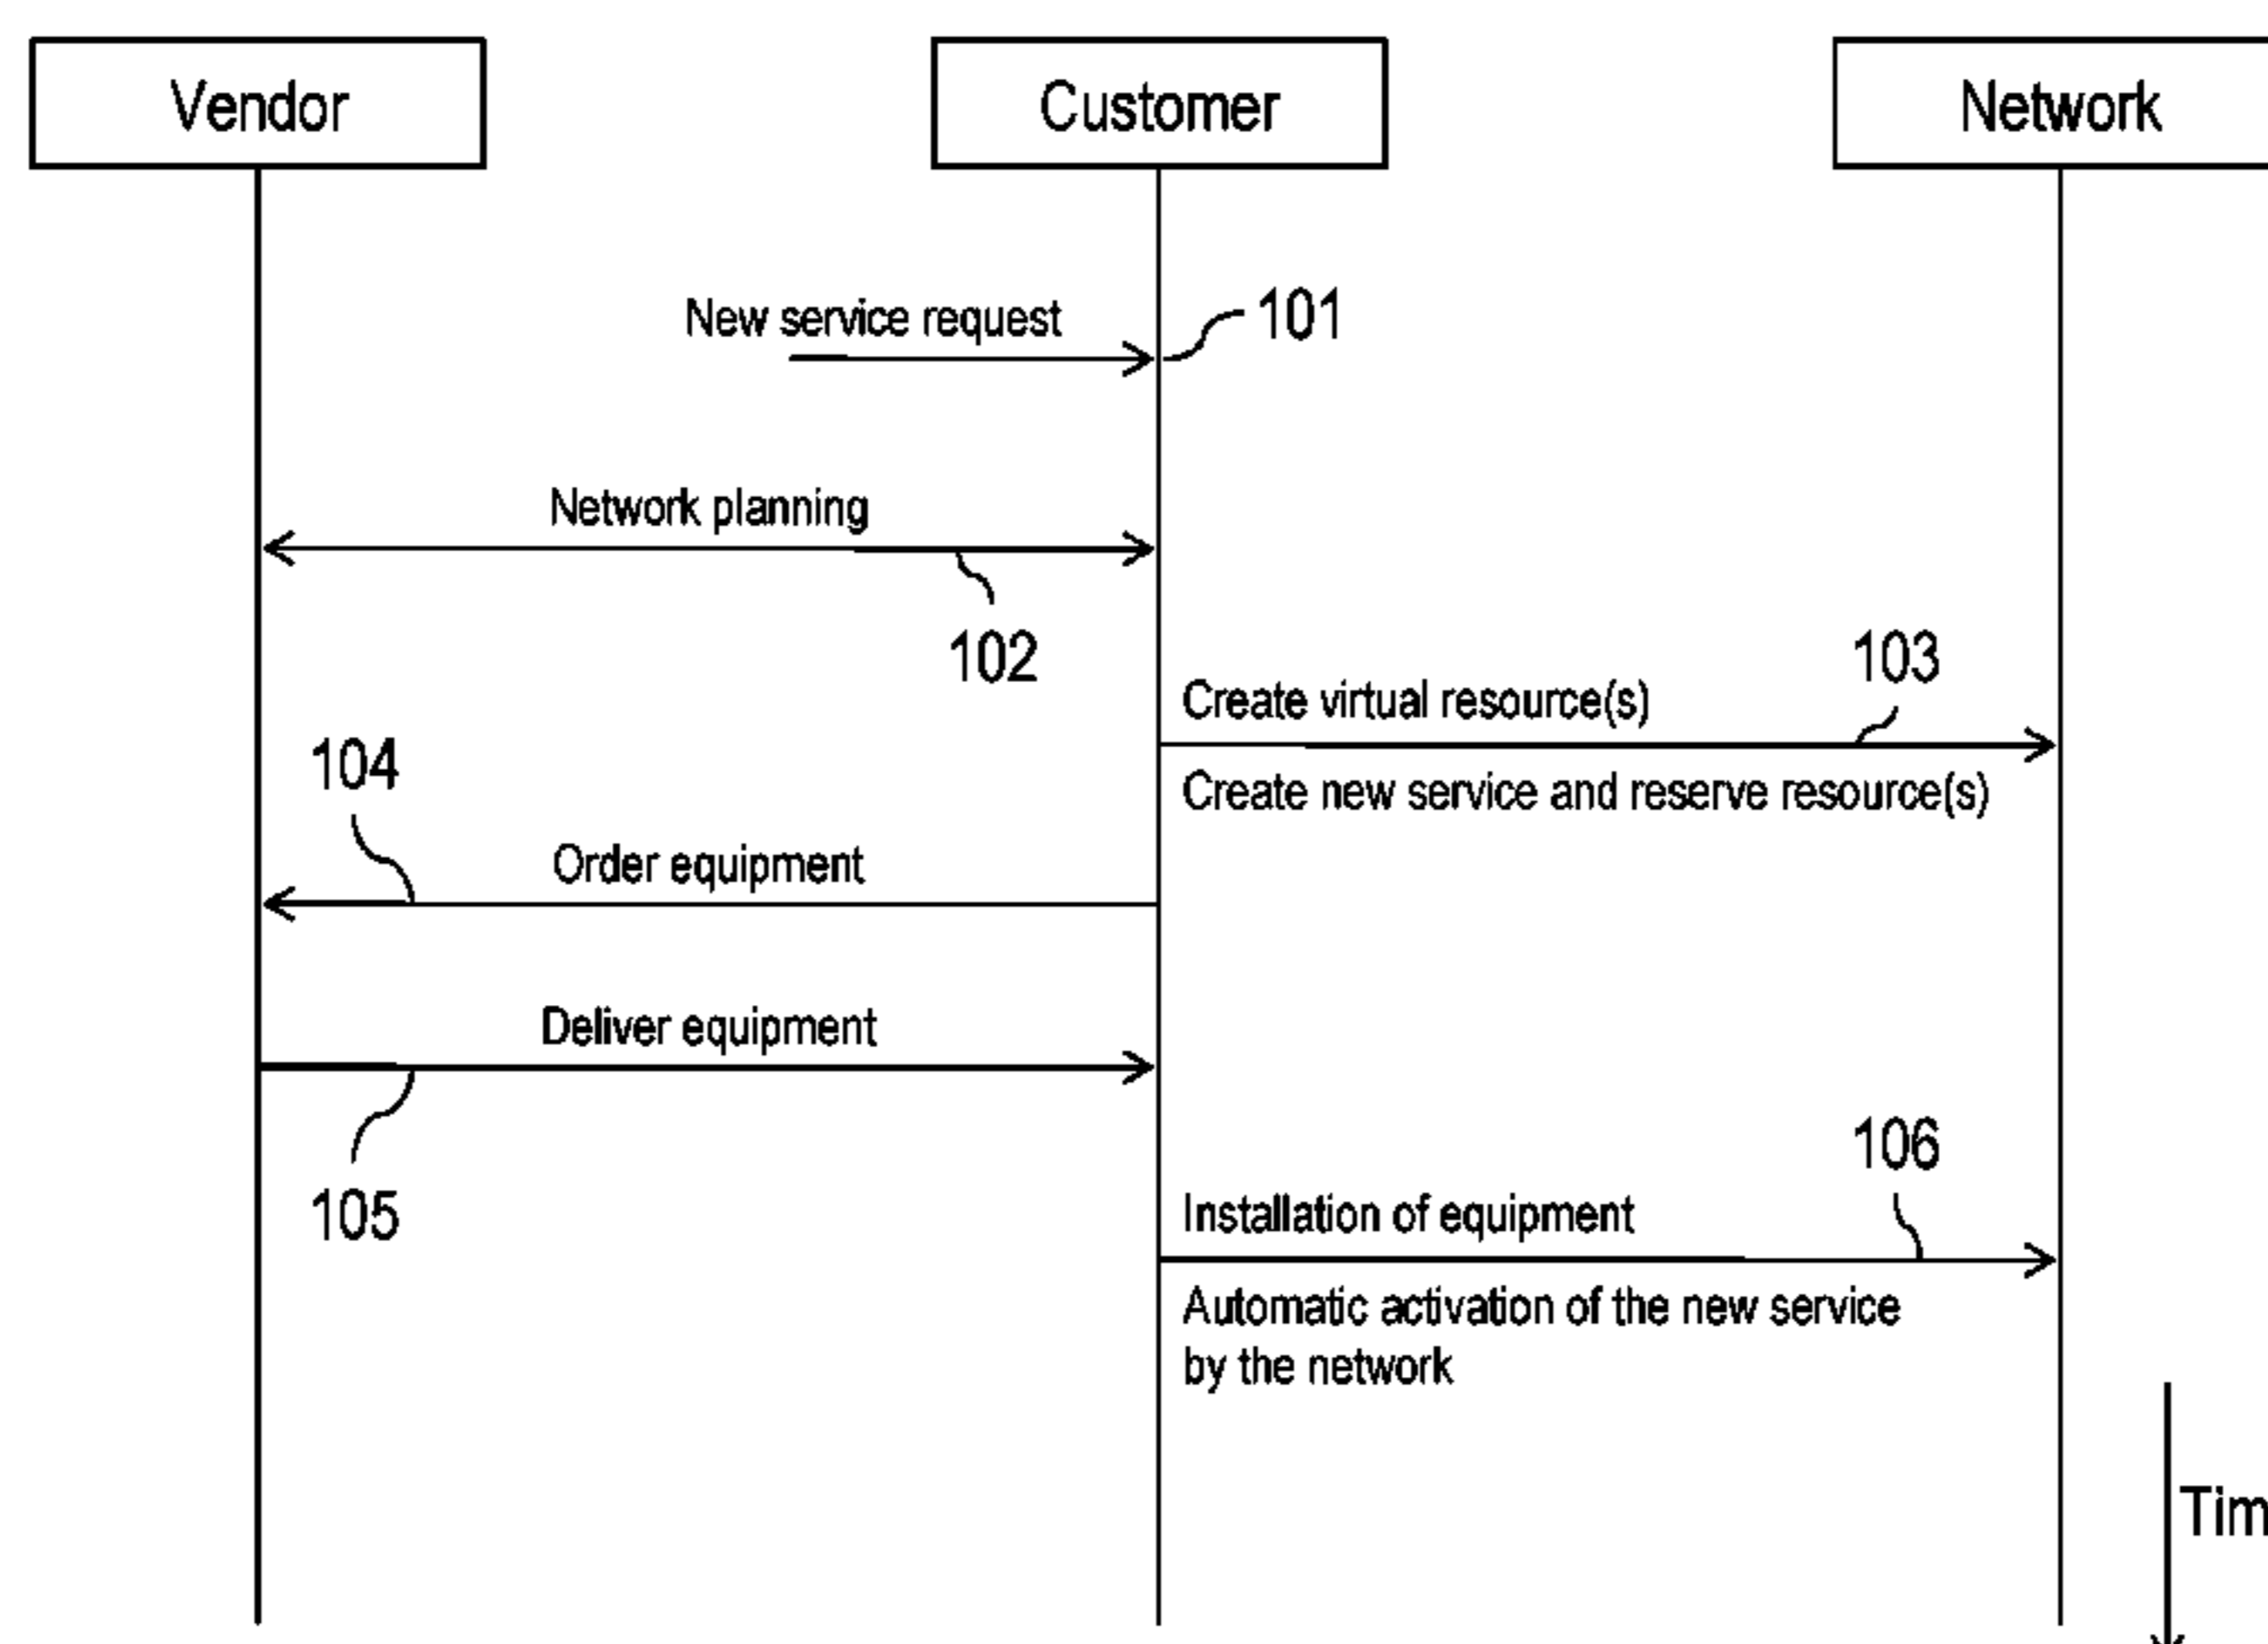 Vendor
Customer
Network
New service request
101
Network planning
102
103
Create virtual resource(s)
Create new service and reserve resource(s)
104
Order equipment
Deliver equipment
105
106
Installation of equipment
Automatic activation of the new service
by the network
Tim